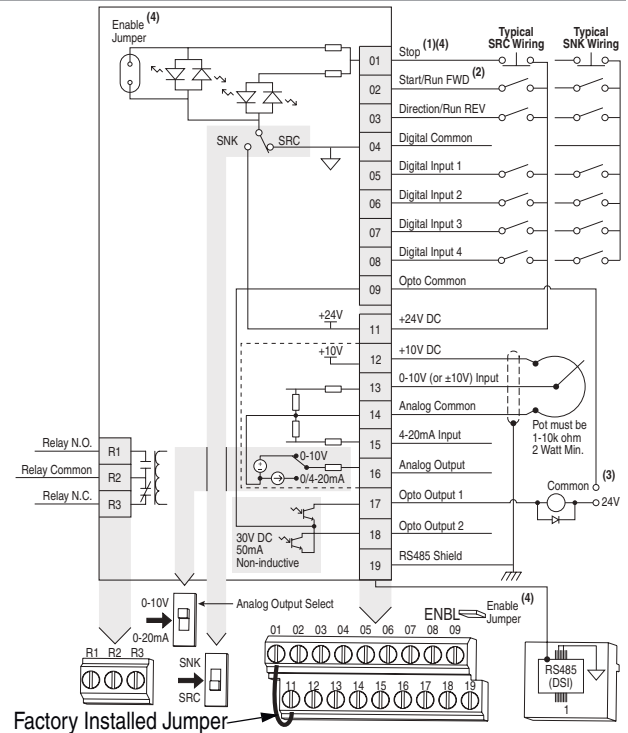 Enable (4)
Jumper
Typical
SRC Wiring
Typical
SNK Wiring
01 Stop (1)(4)
02 Start/Run FWD (2)
03 Direction/Run REV
SNK SRC
04 Digital Common
05 Digital Input 1
06 Digital Input 2
07 Digital Input 3
08 Digital Input 4
09 Opto Common
+24V
11 +24V DC
+10V
12 +10V DC
13 0-10V (or ±10V) Input
14 Analog Common
Pot must be
1-10k ohm
2 Watt Min.
15 4-20mA Input
Relay N.O. R1
Relay Common R2
Relay N.C. R3
0-10V
0/4-20mA
16 Analog Output
Common (3)
17 Opto Output 1
24V
18 Opto Output 2
30V DC
50mA
Non-inductive
19 RS485 Shield
0-10V
Analog Output Select
0-20mA
ENBL
Enable (4)
Jumper
R1 R2 R3
SNK
SRC
01 02 03 04 05 06 07 08 09
11 12 13 14 15 16 17 18 19
RS485
(DSI)
1
Factory Installed Jumper